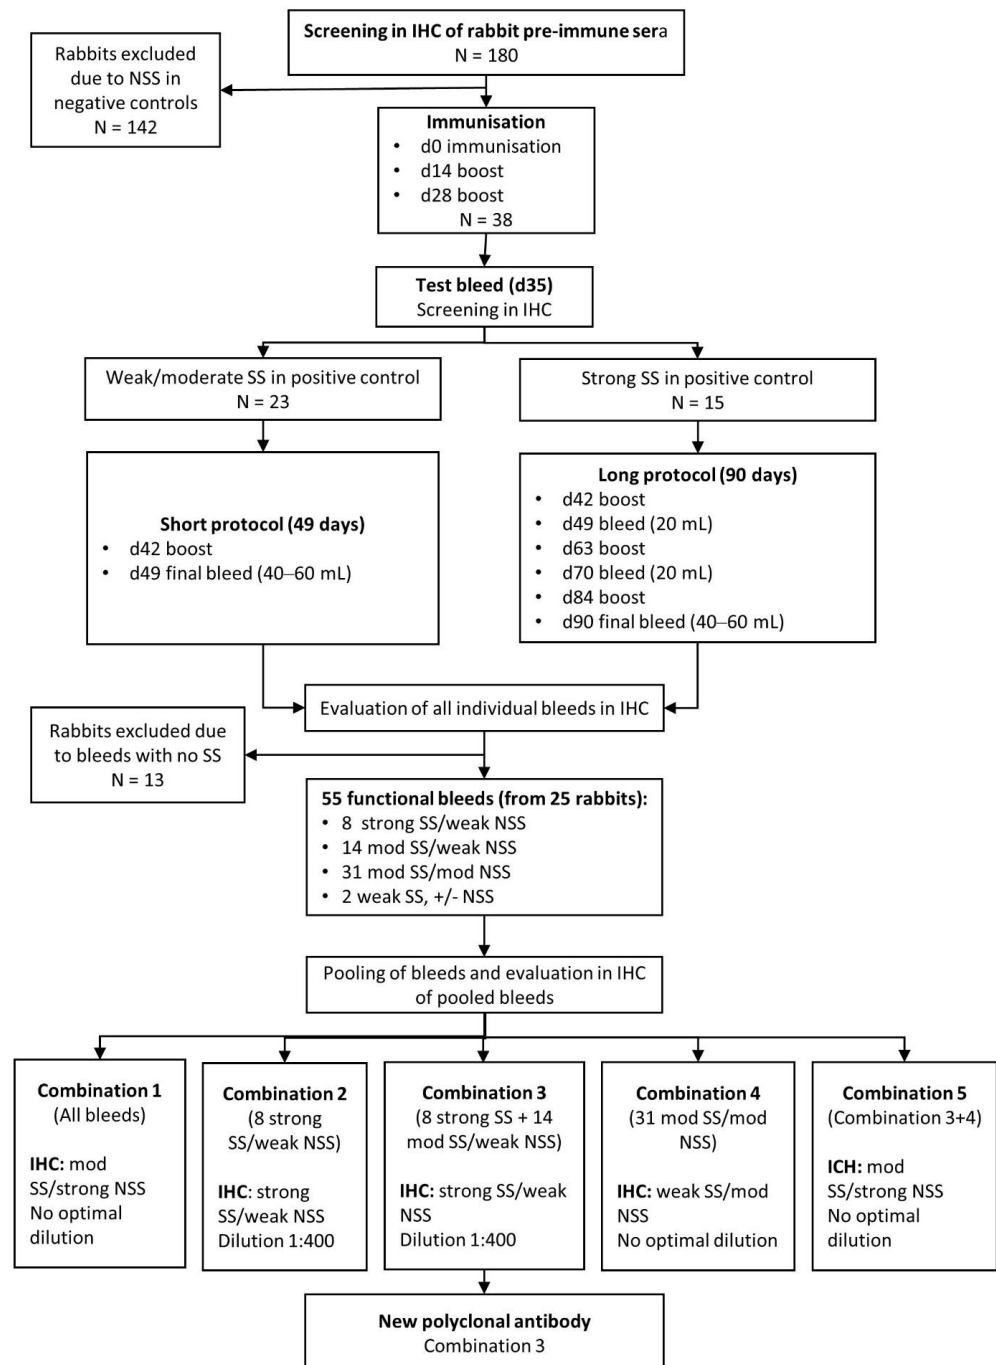 Screening in IHC of rabbit pre-immune sera
N = 180
Rabbits excluded
due to NSS in
negative controls
N = 142
Immunisation
• d0 immunisation
• d14 boost
• d28 boost
N = 38
Test bleed (d35)
Screening in IHC
Weak/moderate SS in positive control
N = 23
Strong SS in positive control
N = 15
Short protocol (49 days)
• d42 boost
• d49 final bleed (40–60 mL)
Long protocol (90 days)
• d42 boost
• d49 bleed (20 mL)
• d63 boost
• d70 bleed (20 mL)
• d84 boost
• d90 final bleed (40–60 mL)
Evaluation of all individual bleeds in IHC
Rabbits excluded due
to bleeds with no SS
N = 13
55 functional bleeds (from 25 rabbits):
• 8 strong SS/weak NSS
• 14 mod SS/weak NSS
• 31 mod SS/mod NSS
• 2 weak SS, +/- NSS
Pooling of bleeds and evaluation in IHC
of pooled bleeds
Combination 1
(All bleeds)
IHC: mod
SS/strong NSS
No optimal
dilution
Combination 2
(8 strong
SS/weak NSS)
IHC: strong
SS/weak NSS
Dilution 1:400
Combination 3
(8 strong SS + 14
mod SS/weak NSS)
IHC: strong SS/weak
NSS
Dilution 1:400
Combination 4
(31 mod SS/mod
NSS)
IHC: weak SS/mod
NSS
No optimal dilution
Combination 5
(Combination 3+4)
ICH: mod
SS/strong NSS
No optimal
dilution
New polyclonal antibody
Combination 3